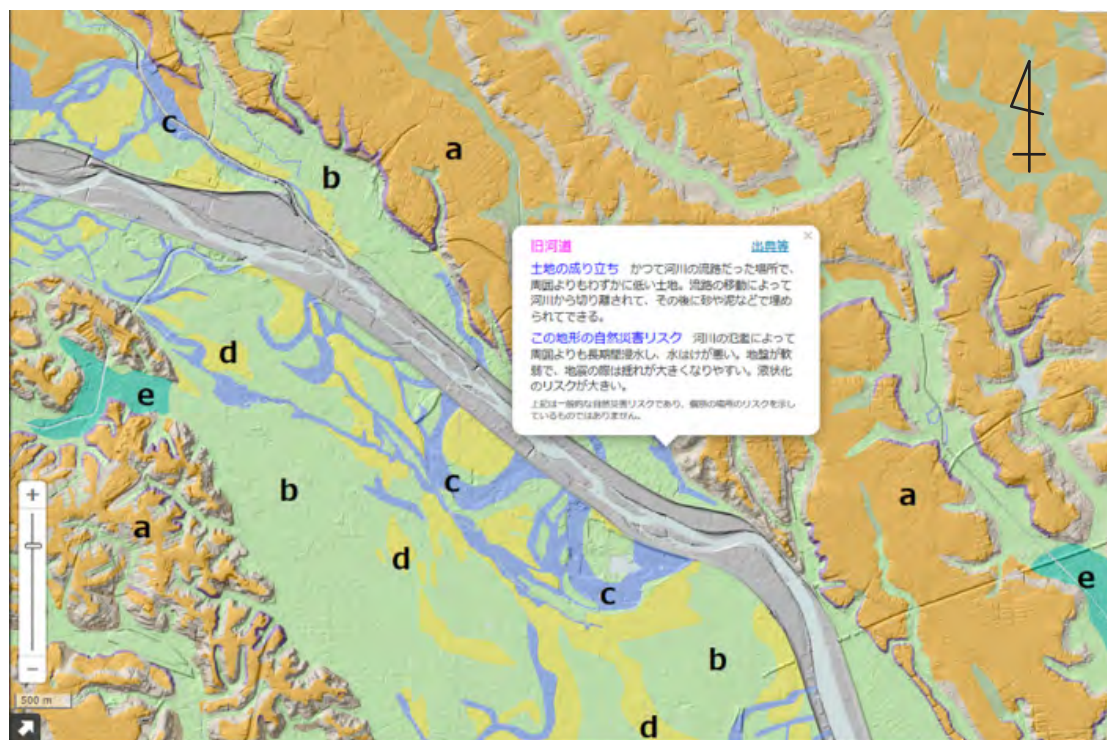 c
a
b
旧河道 出典等
×
土地の成り立ち かつて河川の流路だった場所で、
周囲よりもわずかに低い土地。流路の移動によって
河川から切り離されて、その後に砂や泥などで埋め
られてできる。
この地形の自然災害リスク 河川の氾濫によって
周囲よりも長期間浸水し、水はけが悪い。地盤が軟
弱で、地震の際は揺れが大きくなりやすい。液状化
のリスクが大きい。
上記は一般的な自然災害リスクであり、個別の場所のリスクを示し
ているものではありません。
d
e
b
c
a
a
d
e
c
b
d
+
−
500 m